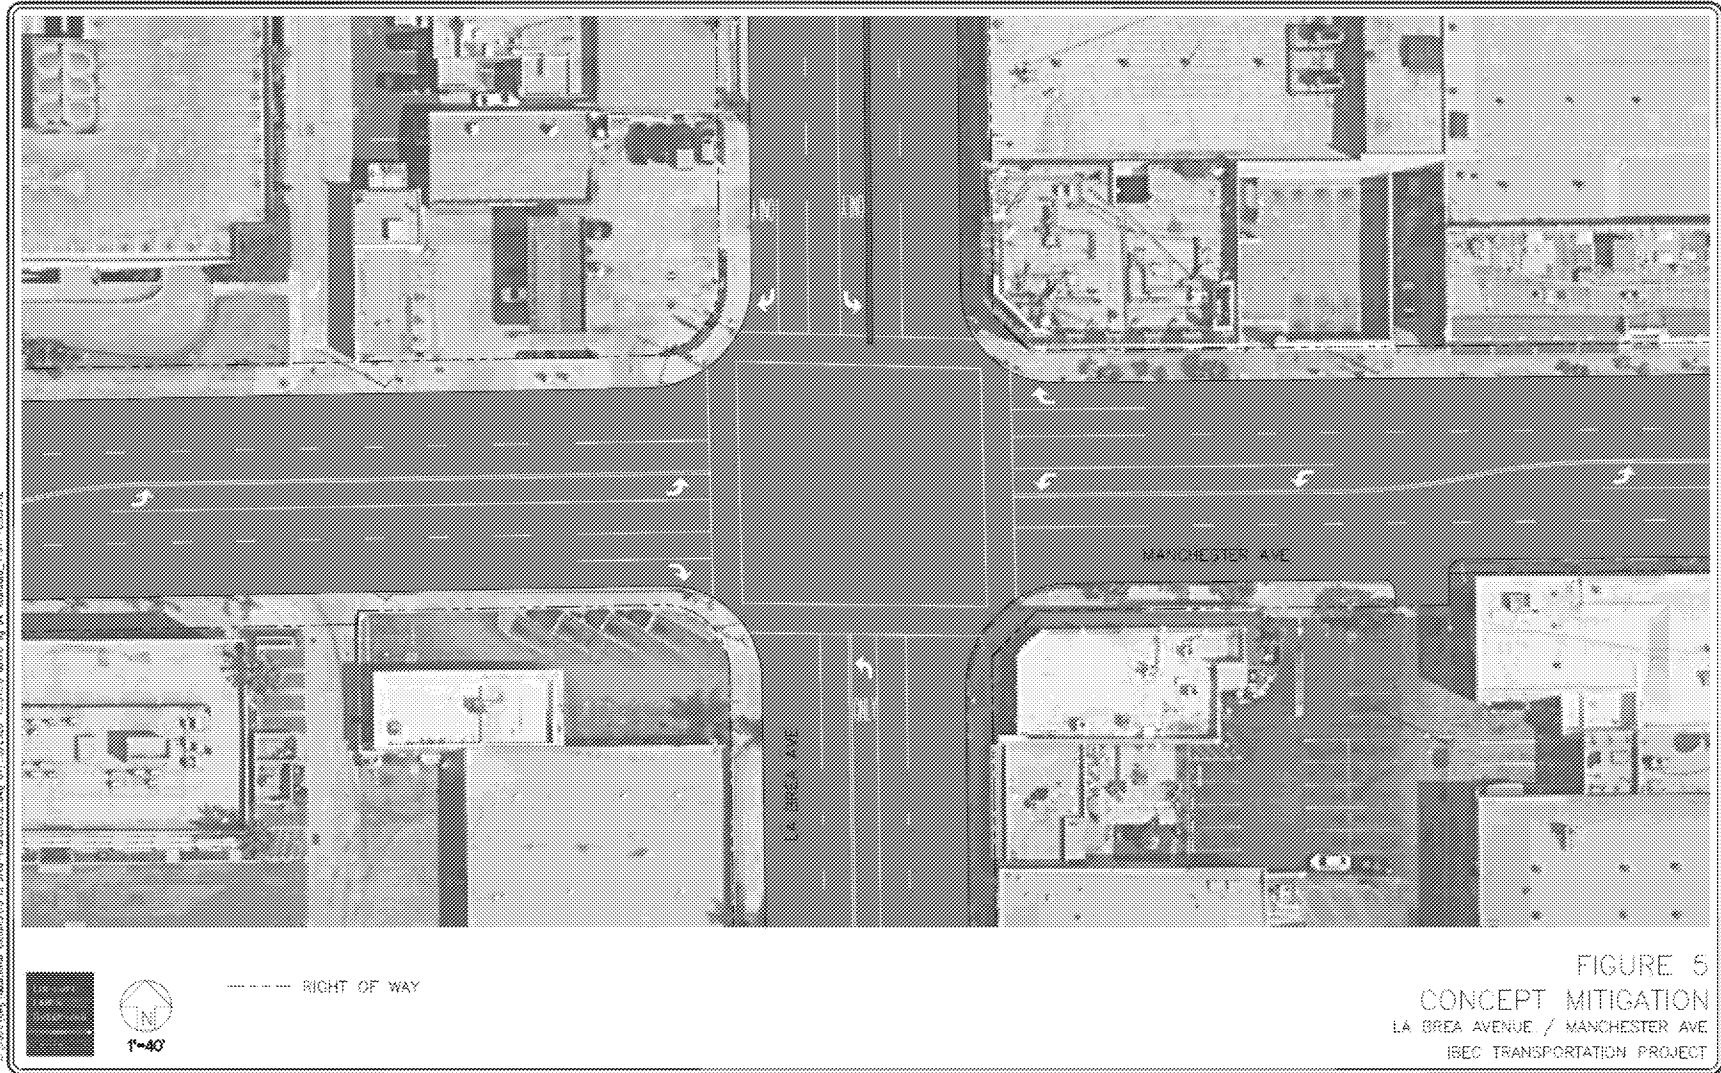 MANCHESTER AVE
LA BREA AVE
RIGHT OF WAY
N
1"=40'
FIGURE 5
CONCEPT MITIGATION
LA BREA AVENUE / MANCHESTER AVE
IBEC TRANSPORTATION PROJECT